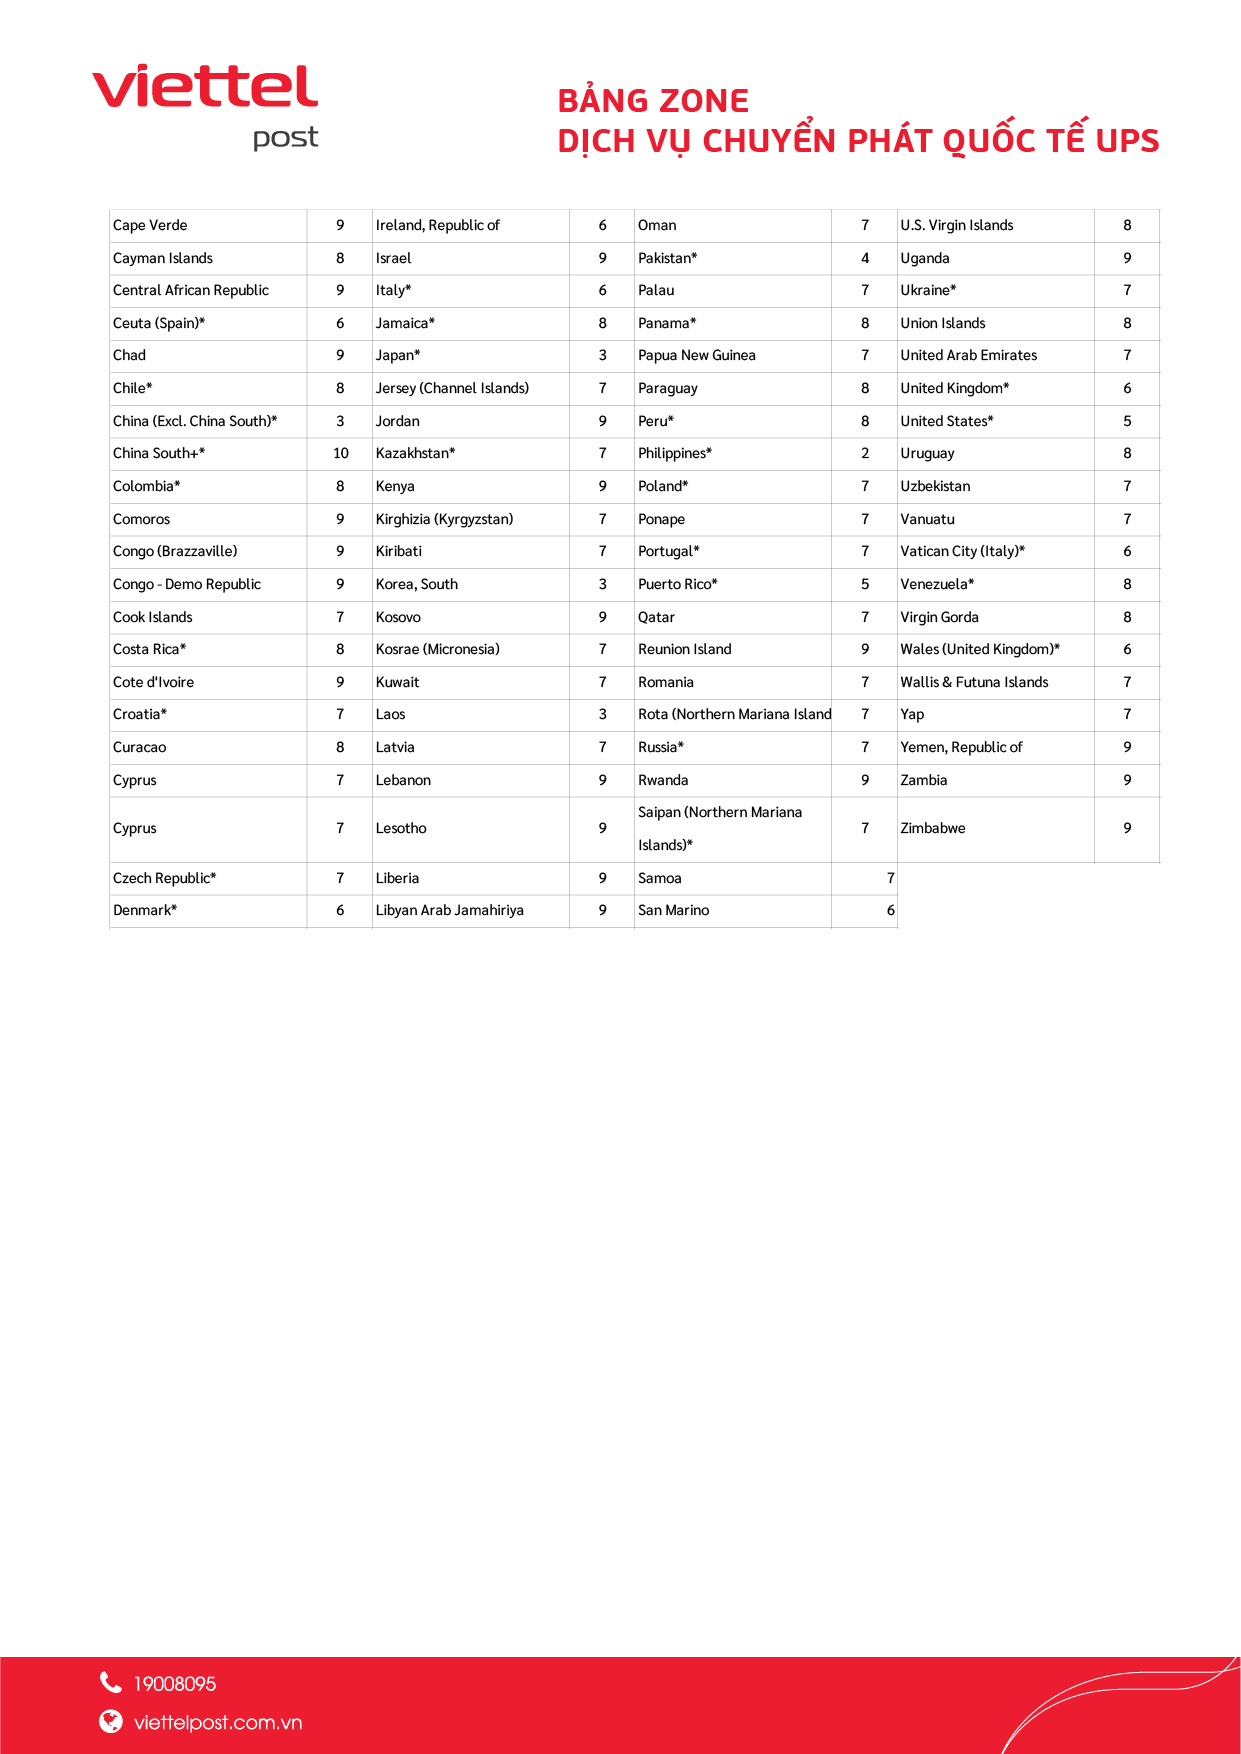 viettel
post
BẢNG ZONE
DỊCH VỤ CHUYỂN PHÁT QUỐC TẾ UPS
Cape Verde 9 Ireland, Republic of 6 Oman 7 U.S. Virgin Islands 8
Cayman Islands 8 Israel 9 Pakistan* 4 Uganda 9
Central African Republic 9 Italy* 6 Palau 7 Ukraine* 7
Ceuta (Spain)* 6 Jamaica* 8 Panama* 8 Union Islands 8
Chad 9 Japan* 3 Papua New Guinea 7 United Arab Emirates 7
Chile* 8 Jersey (Channel Islands) 7 Paraguay 8 United Kingdom* 6
China (Excl. China South)* 3 Jordan 9 Peru* 8 United States* 5
China South+* 10 Kazakhstan* 7 Philippines* 2 Uruguay 8
Colombia* 8 Kenya 9 Poland* 7 Uzbekistan 7
Comoros 9 Kirghizia (Kyrgyzstan) 7 Ponape 7 Vanuatu 7
Congo (Brazzaville) 9 Kiribati 7 Portugal* 7 Vatican City (Italy)* 6
Congo - Demo Republic 9 Korea, South 3 Puerto Rico* 5 Venezuela* 8
Cook Islands 7 Kosovo 9 Qatar 7 Virgin Gorda 8
Costa Rica* 8 Kosrae (Micronesia) 7 Reunion Island 9 Wales (United Kingdom)* 6
Cote d'Ivoire 9 Kuwait 7 Romania 7 Wallis & Futuna Islands 7
Croatia* 7 Laos 3 Rota (Northern Mariana Island 7 Yap 7
Curacao 8 Latvia 7 Russia* 7 Yemen, Republic of 9
Cyprus 7 Lebanon 9 Rwanda 9 Zambia 9
Cyprus 7 Lesotho 9 Saipan (Northern Mariana
Islands)* 7 Zimbabwe 9
Czech Republic* 7 Liberia 9 Samoa 7
Denmark* 6 Libyan Arab Jamahiriya 9 San Marino 6
19008095
viettelpost.com.vn